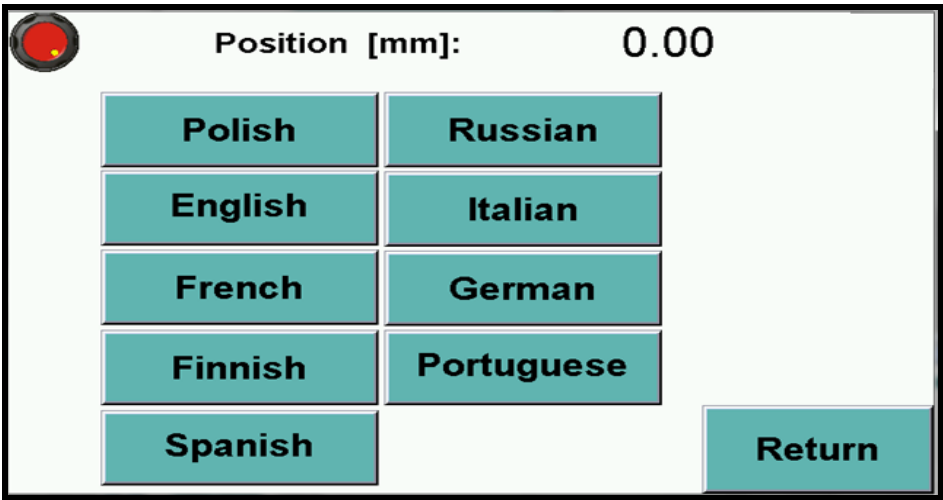 Position [mm]: 0.00
Polish Russian
English Italian
French German
Finnish Portuguese
Spanish
Return